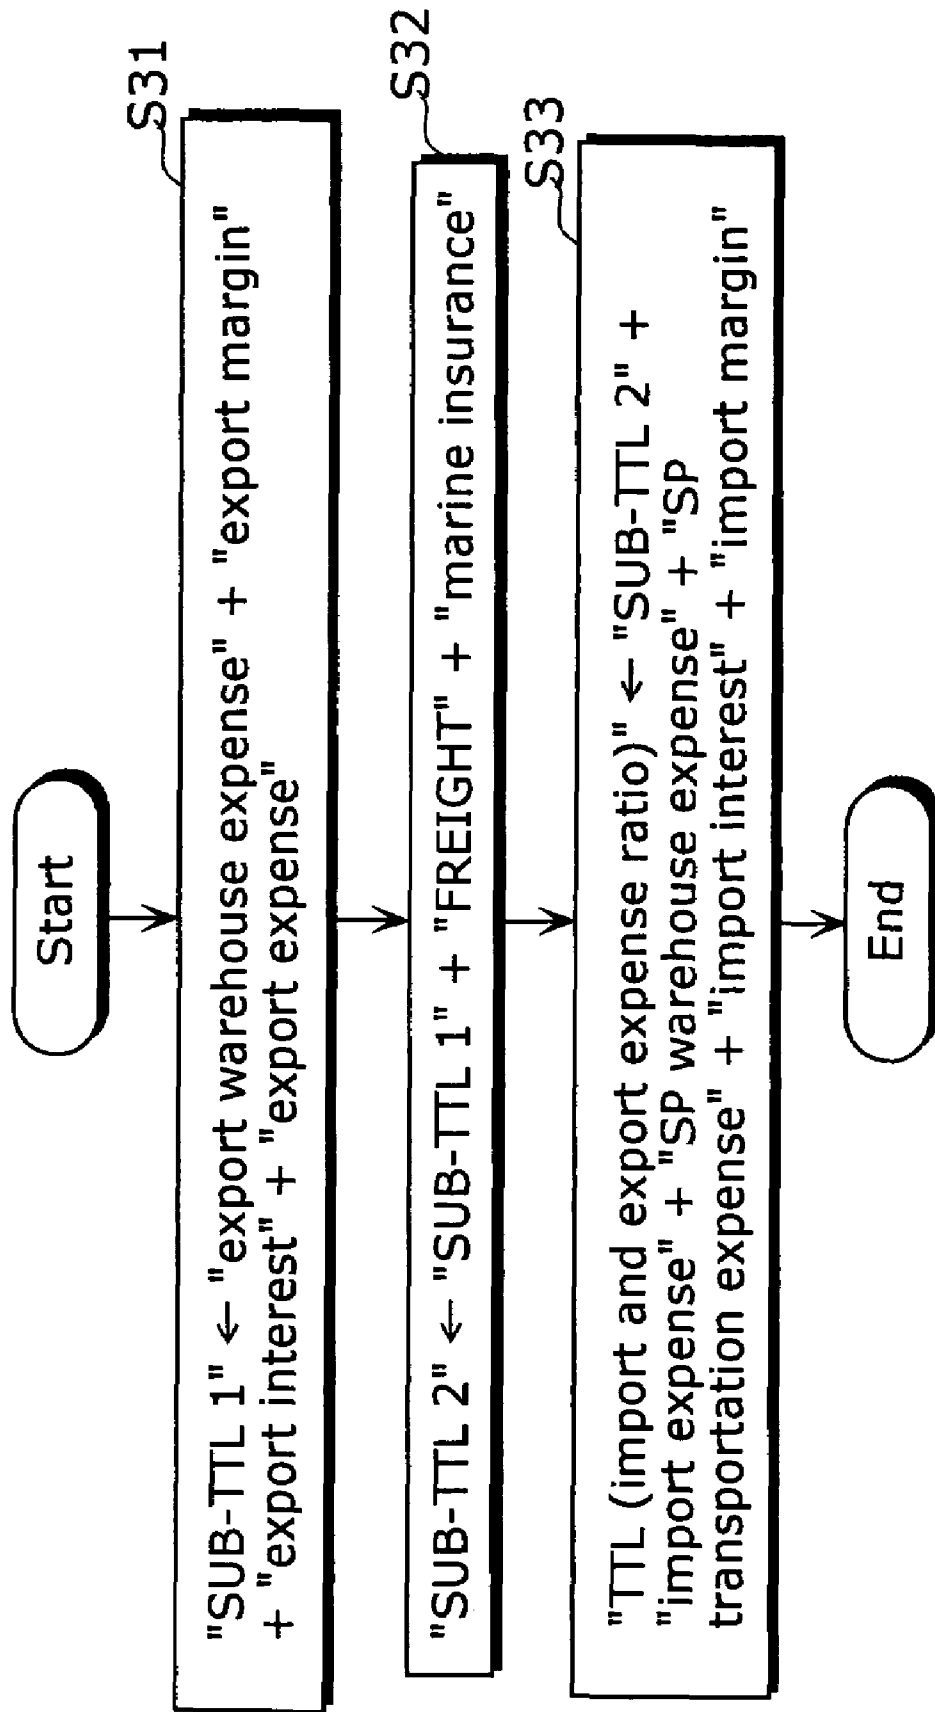 Start
S31
"SUB-TTL 1" ← "export warehouse expense" + "export margin"
+ "export interest" + "export expense"
S32
"SUB-TTL 2" ← "SUB-TTL 1" + "FREIGHT" + "marine insurance"
S33
"TTL (import and export expense ratio)" ← "SUB-TTL 2" +
"import expense" + "SP warehouse expense" + "SP
transportation expense" + "import interest" + "import margin"
End